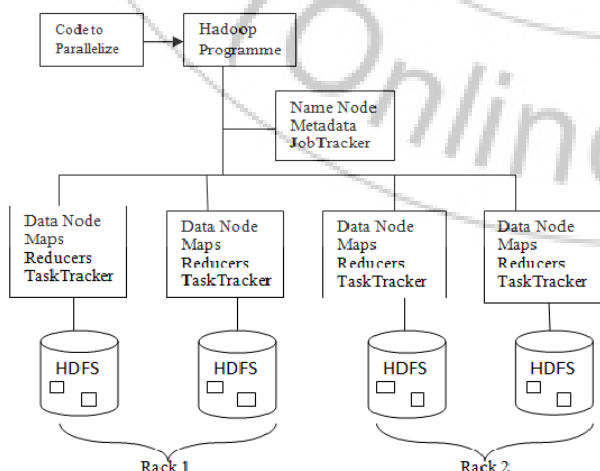 Code to
Parallelize
Hadoop
Programme
Name Node
Metadata
JobTracker
Data Node
Maps
Reducers
TaskTracker
Data Node
Maps
Reducers
TaskTracker
Data Node
Maps
Reducers
TaskTracker
Data Node
Maps
Reducers
TaskTracker
HDFS
HDFS
HDFS
HDFS
Rack 1
Rack 2
Online